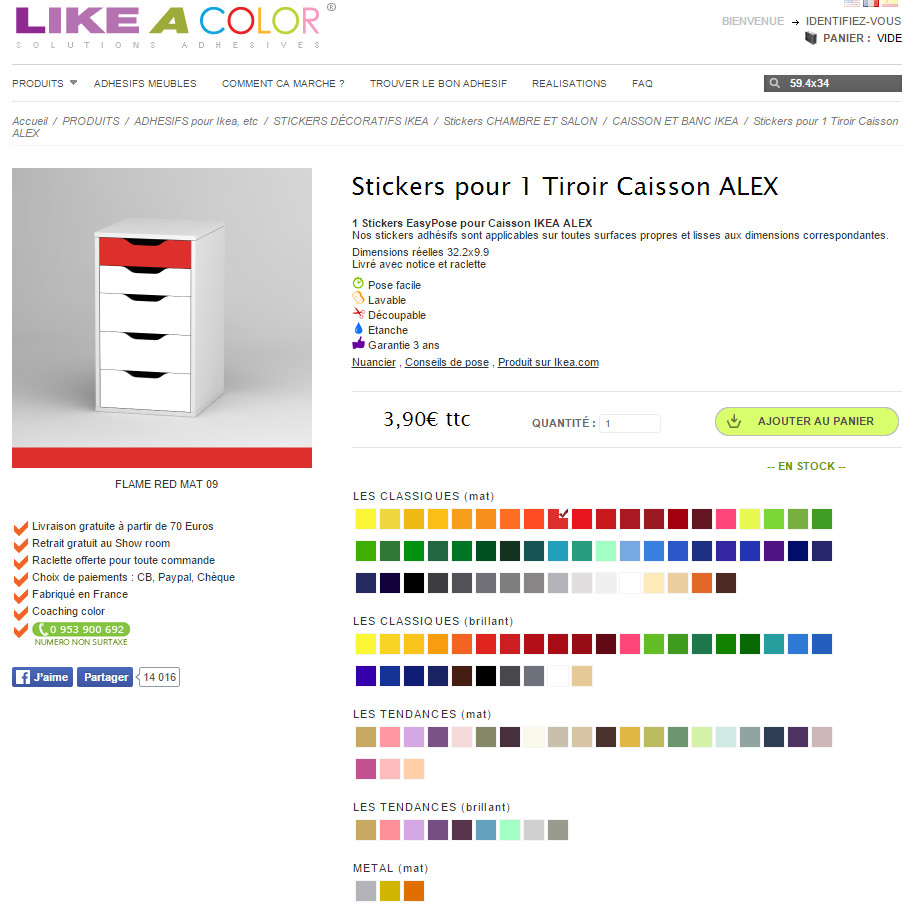 LIKE A COLOR ®
SOLUTIONS ADHESIVES
BIENVENUE → IDENTIFIEZ-VOUS
PANIER : VIDE
PRODUITS ADHESIFS MEUBLES COMMENT CA MARCHE ? TROUVER LE BON ADHESIF REALISATIONS FAQ 59.4x34
Accueil / PRODUITS / ADHESIFS pour Ikea, etc / STICKERS DÉCORATIFS IKEA / Stickers CHAMBRE ET SALON / CAISSON ET BANC IKEA / Stickers pour 1 Tiroir Caisson
ALEX
Stickers pour 1 Tiroir Caisson ALEX
1 Stickers EasyPose pour Caisson IKEA ALEX
Nos stickers adhésifs sont applicables sur toutes surfaces propres et lisses aux dimensions correspondantes.
Dimensions réelles 32.2x9.9
Livré avec notice et raclette
Pose facile
Lavable
Découpable
Etanche
Garantie 3 ans
Nuancier , Conseils de pose , Produit sur Ikea.com
3,90€ ttc QUANTITÉ : 1 AJOUTER AU PANIER
-- EN STOCK --
FLAME RED MAT 09
Livraison gratuite à partir de 70 Euros
Retrait gratuit au Show room
Raclette offerte pour toute commande
Choix de paiements : CB, Paypal, Chèque
Fabriqué en France
Coaching color
0 953 900 692
NUMERO NON SURTAXE
J'aime Partager 14 016
LES CLASSIQUES (mat)
LES CLASSIQUES (brillant)
LES TENDANCES (mat)
LES TENDANCES (brillant)
METAL (mat)